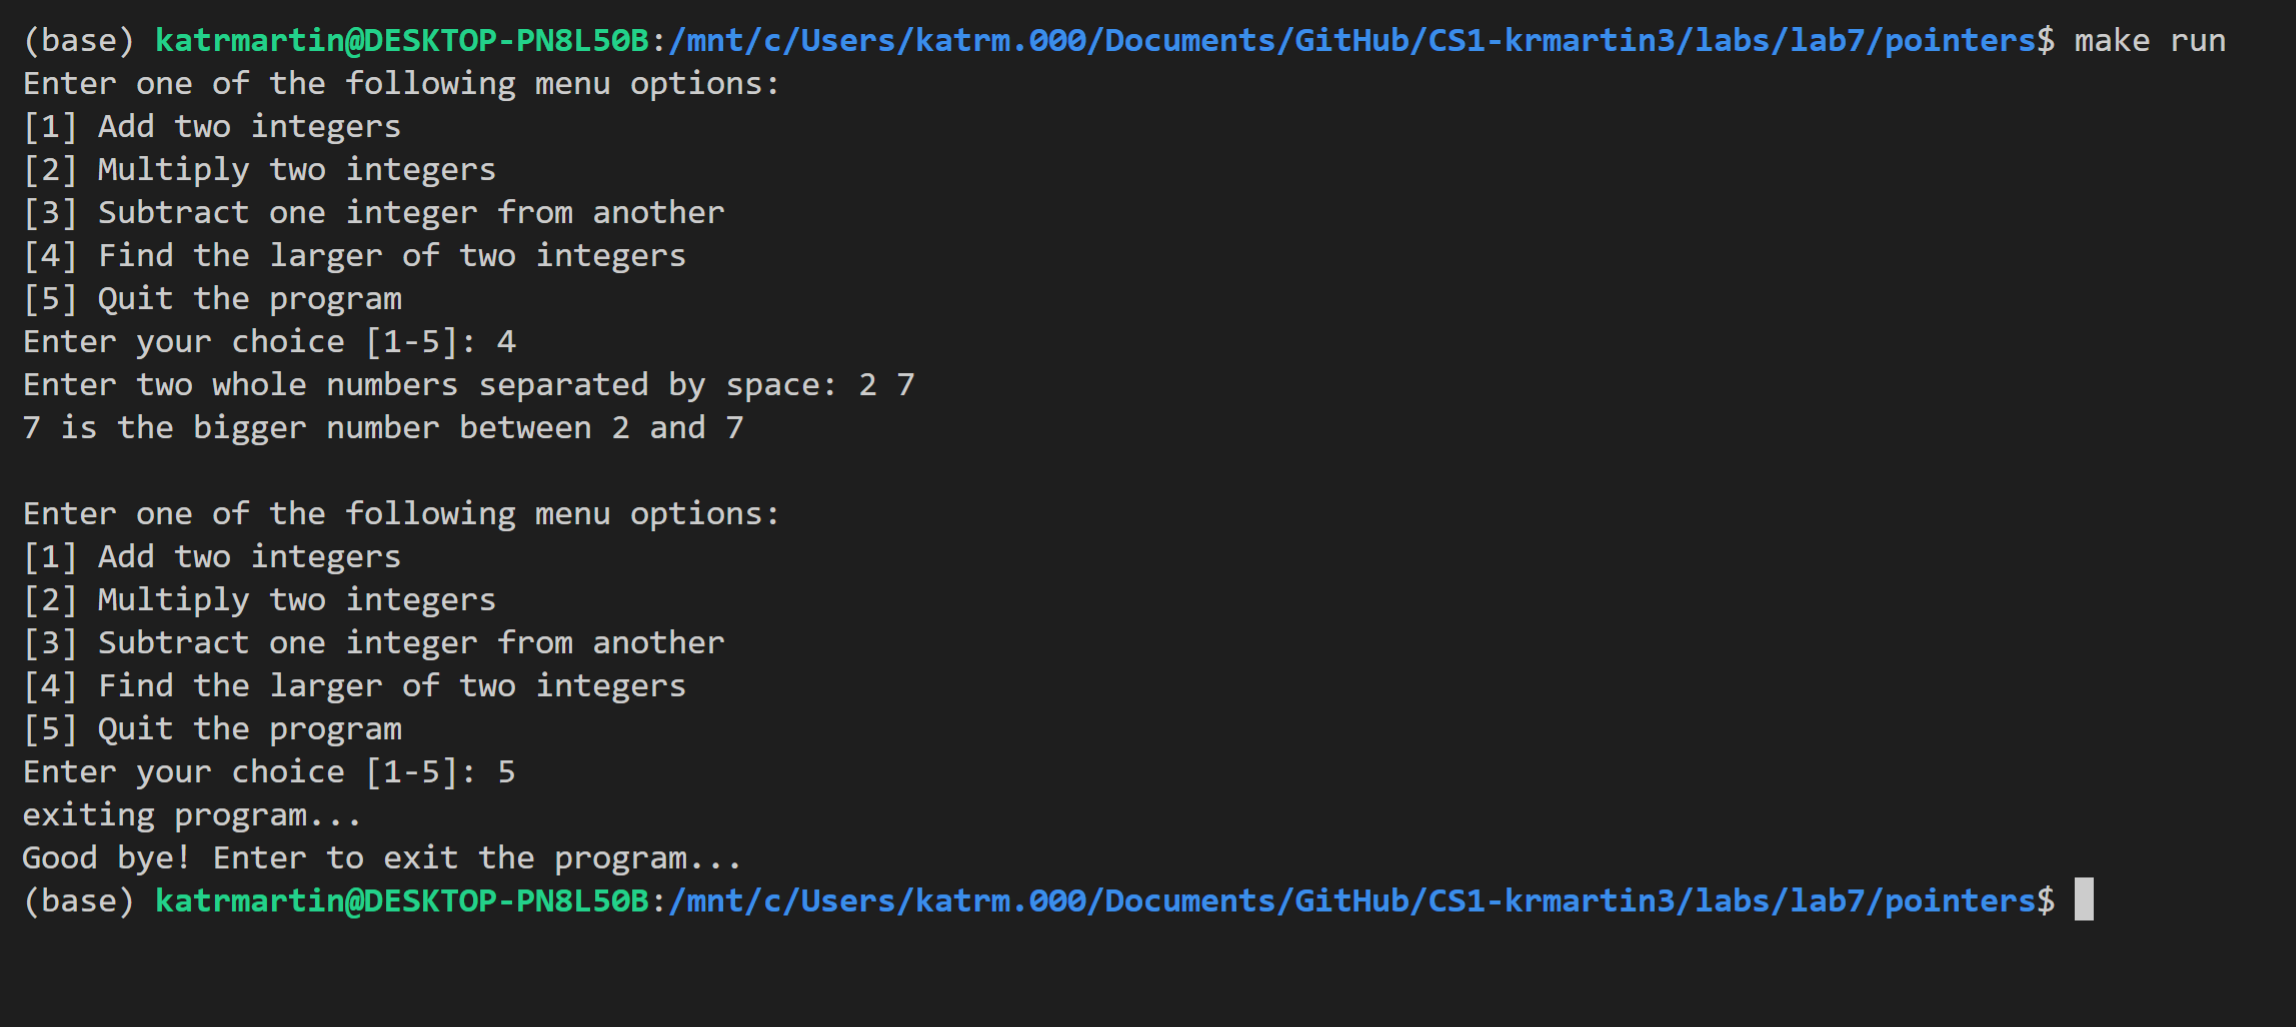 (base) katrmartin@DESKTOP-PN8L50B:/mnt/c/Users/katrm.000/Documents/GitHub/CS1-krmartin3/labs/lab7/pointers$ make run
Enter one of the following menu options:
[1] Add two integers
[2] Multiply two integers
[3] Subtract one integer from another
[4] Find the larger of two integers
[5] Quit the program
Enter your choice [1-5]: 4
Enter two whole numbers separated by space: 2 7
7 is the bigger number between 2 and 7

Enter one of the following menu options:
[1] Add two integers
[2] Multiply two integers
[3] Subtract one integer from another
[4] Find the larger of two integers
[5] Quit the program
Enter your choice [1-5]: 5
exiting program...
Good bye! Enter to exit the program...
(base) katrmartin@DESKTOP-PN8L50B:/mnt/c/Users/katrm.000/Documents/GitHub/CS1-krmartin3/labs/lab7/pointers$